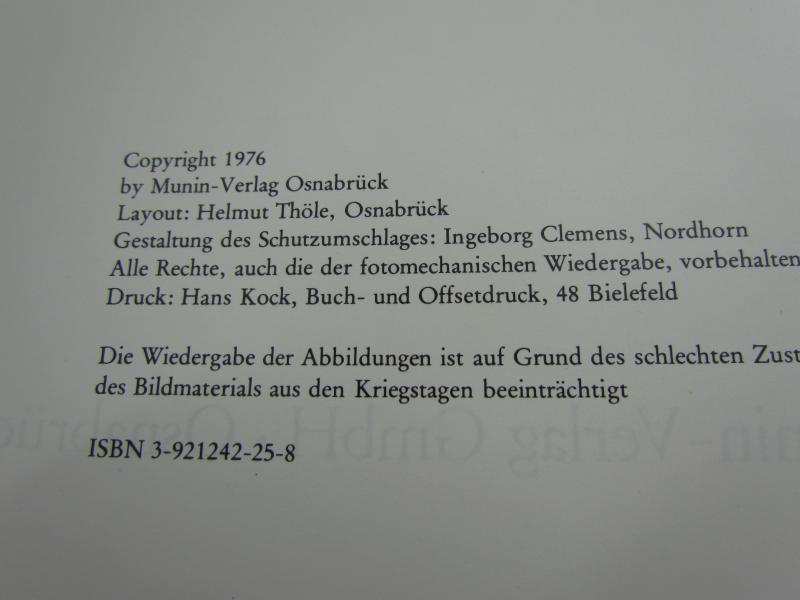 Copyright 1976
by Munin-Verlag Osnabrück
Layout: Helmut Thöle, Osnabrück
Gestaltung des Schutzumschlages: Ingeborg Clemens, Nordhorn
Alle Rechte, auch die der fotomechanischen Wiedergabe, vorbehalten
Druck: Hans Kock, Buch- und Offsetdruck, 48 Bielefeld
Die Wiedergabe der Abbildungen ist auf Grund des schlechten Zust
des Bildmaterials aus den Kriegstagen beeinträchtigt
ISBN 3-921242-25-8